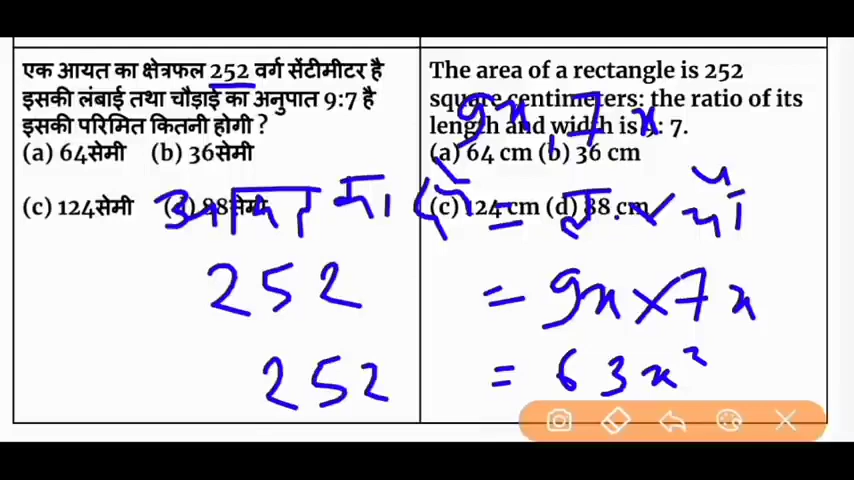 एक आयत का क्षेत्रफल 252 वर्ग सेंटीमीटर है
इसकी लंबाई तथा चौड़ाई का अनुपात 9:7 है
इसकी परिमित कितनी होगी ?
(a) 64सेमी (b) 36सेमी
(c) 124सेमी (d) 88सेमी
The area of a rectangle is 252
square centimeters: the ratio of its
length and width is 9: 7.
(a) 64 cm (b) 36 cm
(c) 124 cm (d) 88 cm
9x, 7x
आयत का =
252 = 9x × 7x
252 = 63x²